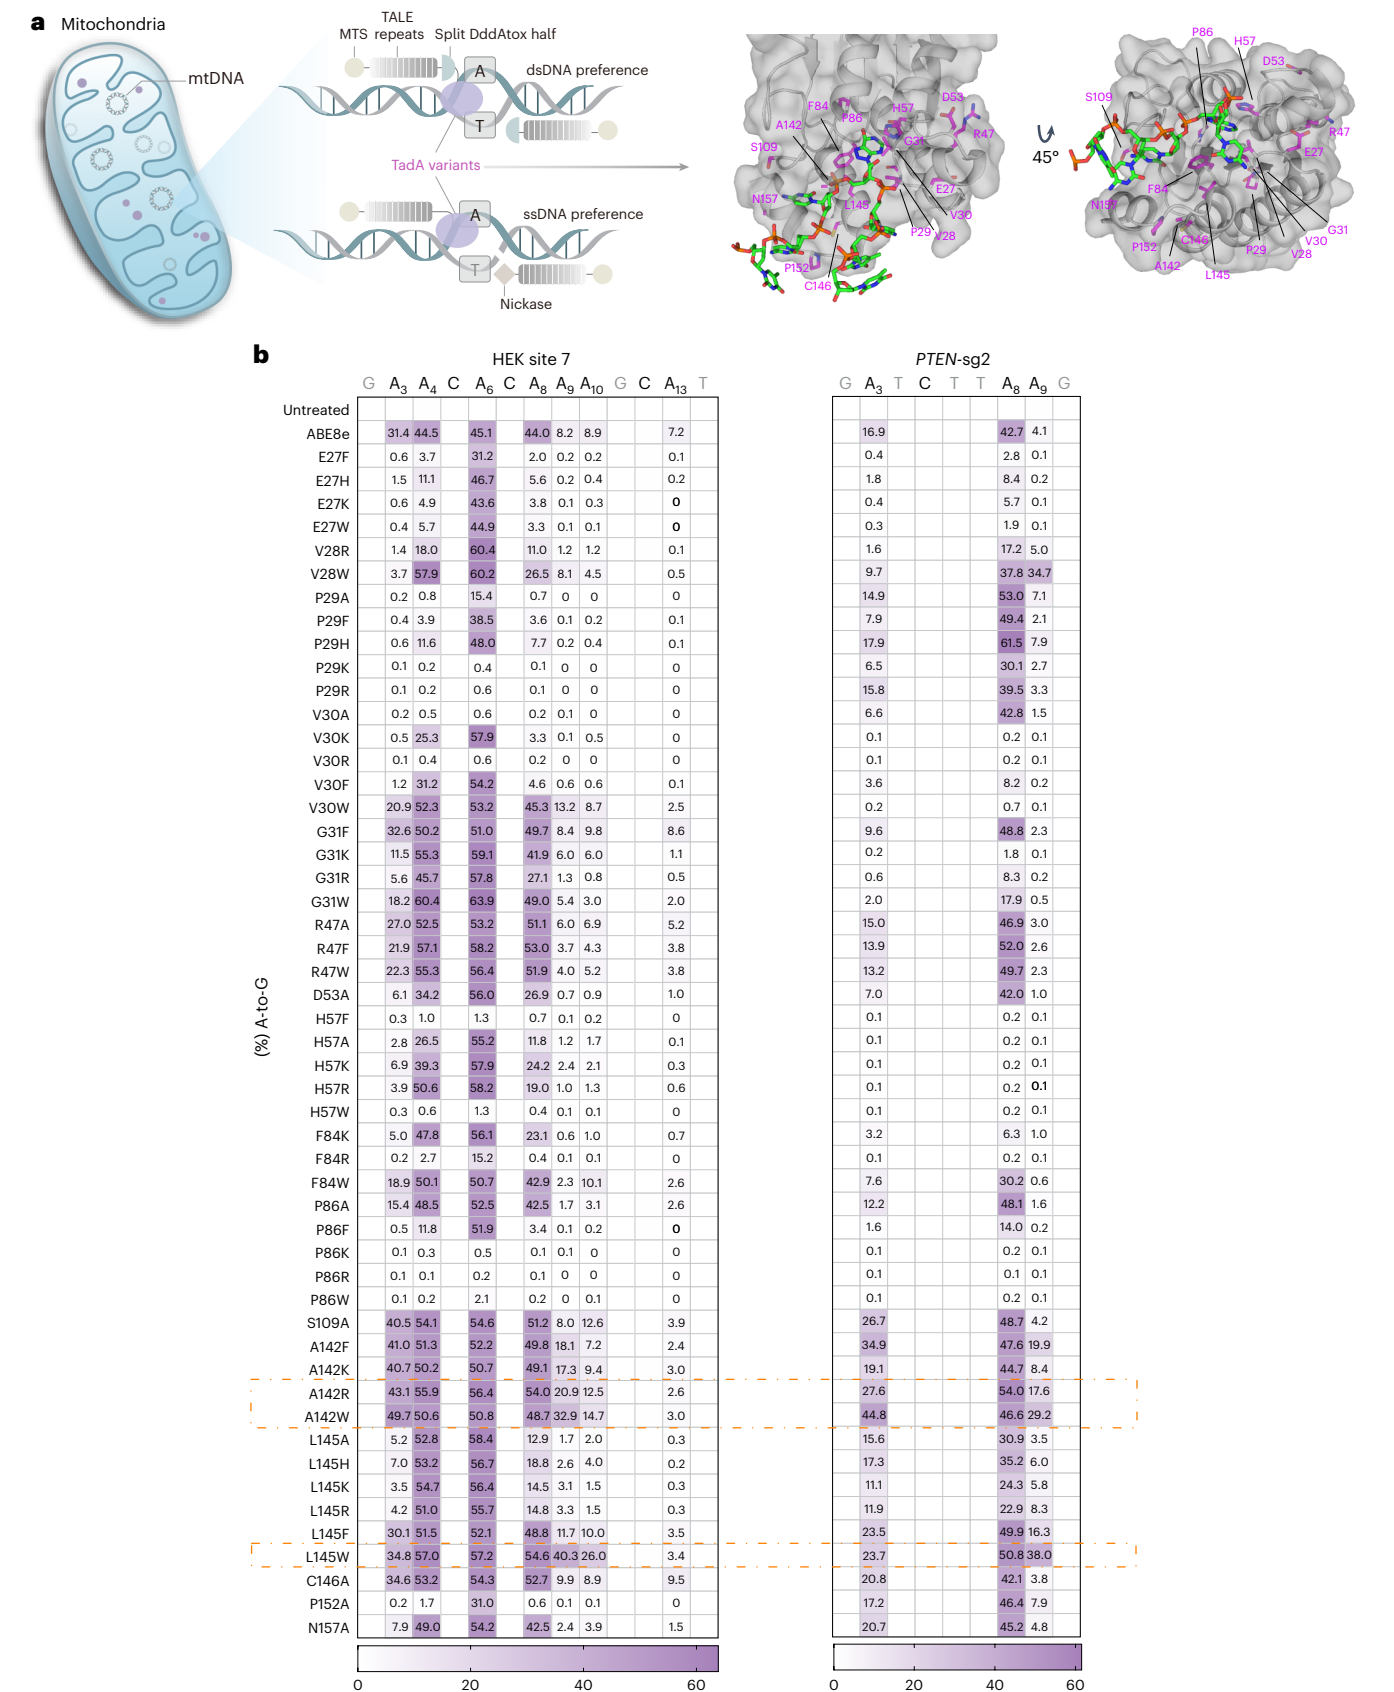 a Mitochondria
mtDNA
TALE
MTS repeats Split DddAtox half
A
dsDNA preference
T
TadA variants
A
ssDNA preference
T
Nickase
F84
P86
H57
D53
A142
G31
R47
S109
N157
L145
E27
V30
P29
V28
P152
C146
45°
P86
H57
D53
S109
R47
E27
F84
N157
P152
C146
A142
L145
P29
V28
V30
G31
b
HEK site 7 PTEN-sg2
G A3 A4 C A6 C A8 A9 A10 G C A13 T G A3 T C T T A8 A9 G
(%) A-to-G
Untreated
ABE8e 31.4 44.5 45.1 44.0 8.2 8.9 7.2 16.9 42.7 4.1
E27F 0.6 3.7 31.2 2.0 0.2 0.2 0.1 0.4 2.8 0.1
E27H 1.5 11.1 46.7 5.6 0.2 0.4 0.2 1.8 8.4 0.2
E27K 0.6 4.9 43.6 3.8 0.1 0.3 0 0.4 5.7 0.1
E27W 0.4 5.7 44.9 3.3 0.1 0.1 0 0.3 1.9 0.1
V28R 1.4 18.0 60.4 11.0 1.2 1.2 0.1 1.6 17.2 5.0
V28W 3.7 57.9 60.2 26.5 8.1 4.5 0.5 9.7 37.8 34.7
P29A 0.2 0.8 15.4 0.7 0 0 0 14.9 53.0 7.1
P29F 0.4 3.9 38.5 3.6 0.1 0.2 0.1 7.9 49.4 2.1
P29H 0.6 11.6 48.0 7.7 0.2 0.4 0.1 17.9 61.5 7.9
P29K 0.1 0.2 0.4 0.1 0 0 0 6.5 30.1 2.7
P29R 0.1 0.2 0.6 0.1 0 0 0 15.8 39.5 3.3
V30A 0.2 0.5 0.6 0.2 0.1 0 0 6.6 42.8 1.5
V30K 0.5 25.3 57.9 3.3 0.1 0.5 0 0.1 0.2 0.1
V30R 0.1 0.4 0.6 0.2 0 0 0 0.1 0.2 0.1
V30F 1.2 31.2 54.2 4.6 0.6 0.6 0.1 3.6 8.2 0.2
V30W 20.9 52.3 53.2 45.3 13.2 8.7 2.5 0.2 0.7 0.1
G31F 32.6 50.2 51.0 49.7 8.4 9.8 8.6 9.6 48.8 2.3
G31K 11.5 55.3 59.1 41.9 6.0 6.0 1.1 0.2 1.8 0.1
G31R 5.6 45.7 57.8 27.1 1.3 0.8 0.5 0.6 8.3 0.2
G31W 18.2 60.4 63.9 49.0 5.4 3.0 2.0 2.0 17.9 0.5
R47A 27.0 52.5 53.2 51.1 6.0 6.9 5.2 15.0 46.9 3.0
R47F 21.9 57.1 58.2 53.0 3.7 4.3 3.8 13.9 52.0 2.6
R47W 22.3 55.3 56.4 51.9 4.0 5.2 3.8 13.2 49.7 2.3
D53A 6.1 34.2 56.0 26.9 0.7 0.9 1.0 7.0 42.0 1.0
H57F 0.3 1.0 1.3 0.7 0.1 0.2 0 0.1 0.2 0.1
H57A 2.8 26.5 55.2 11.8 1.2 1.7 0.1 0.1 0.2 0.1
H57K 6.9 39.3 57.9 24.2 2.4 2.1 0.3 0.1 0.2 0.1
H57R 3.9 50.6 58.2 19.0 1.0 1.3 0.6 0.1 0.2 0.1
H57W 0.3 0.6 1.3 0.4 0.1 0.1 0 0.1 0.2 0.1
F84K 5.0 47.8 56.1 23.1 0.6 1.0 0.7 3.2 6.3 1.0
F84R 0.2 2.7 15.2 0.4 0.1 0.1 0 0.1 0.2 0.1
F84W 18.9 50.1 50.7 42.9 2.3 10.1 2.6 7.6 30.2 0.6
P86A 15.4 48.5 52.5 42.5 1.7 3.1 2.6 12.2 48.1 1.6
P86F 0.5 11.8 51.9 3.4 0.1 0.2 0 1.6 14.0 0.2
P86K 0.1 0.3 0.5 0.1 0.1 0 0 0.1 0.2 0.1
P86R 0.1 0.1 0.2 0.1 0 0 0 0.1 0.1 0.1
P86W 0.1 0.2 2.1 0.2 0 0.1 0 0.1 0.2 0.1
S109A 40.5 54.1 54.6 51.2 8.0 12.6 3.9 26.7 48.7 4.2
A142F 41.0 51.3 52.2 49.8 18.1 7.2 2.4 34.9 47.6 19.9
A142K 40.7 50.2 50.7 49.1 17.3 9.4 3.0 19.1 44.7 8.4
A142R 43.1 55.9 56.4 54.0 20.9 12.5 2.6 27.6 54.0 17.6
A142W 49.7 50.6 50.8 48.7 32.9 14.7 3.0 44.8 46.6 29.2
L145A 5.2 52.8 58.4 12.9 1.7 2.0 0.3 15.6 30.9 3.5
L145H 7.0 53.2 56.7 18.8 2.6 4.0 0.2 17.3 35.2 6.0
L145K 3.5 54.7 56.4 14.5 3.1 1.5 0.3 11.1 24.3 5.8
L145R 4.2 51.0 55.7 14.8 3.3 1.5 0.3 11.9 22.9 8.3
L145F 30.1 51.5 52.1 48.8 11.7 10.0 3.5 23.5 49.9 16.3
L145W 34.8 57.0 57.2 54.6 40.3 26.0 3.4 23.7 50.8 38.0
C146A 34.6 53.2 54.3 52.7 9.9 8.9 9.5 20.8 42.1 3.8
P152A 0.2 1.7 31.0 0.6 0.1 0.1 0 17.2 46.4 7.9
N157A 7.9 49.0 54.2 42.5 2.4 3.9 1.5 20.7 45.2 4.8
0 20 40 60 0 20 40 60